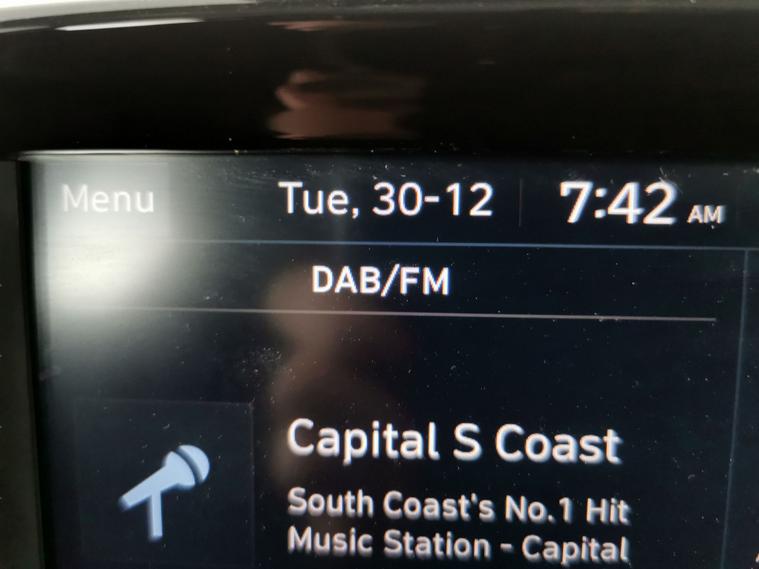 Menu Tue, 30-12 7:42 AM
DAB/FM
Capital S Coast
South Coast's No.1 Hit
Music Station - Capital